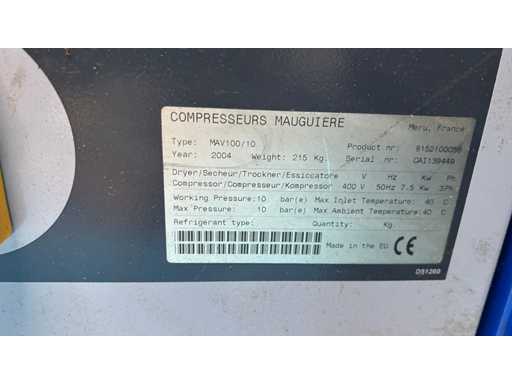 COMPRESSEURS MAUGUIERE Meru, France
Type: MAV100/10 Product nr: 8152100056
Year: 2004 Weight: 215 Kg. Serial nr: CAI139449
Dryer/Secheur/Trockner/Essiccatore V Hz Kw Ph
Compressor/Compresseur/Kompressor 400 V 50Hz 7.5 Kw 3Ph
Working Pressure:10 bar(e) Max Inlet Temperature: 40 C
Max Pressure: 10 bar(e) Max Ambient Temperature:40 C
Refrigerant type: Quantity: Kg
Made in the EU CE
DS1260